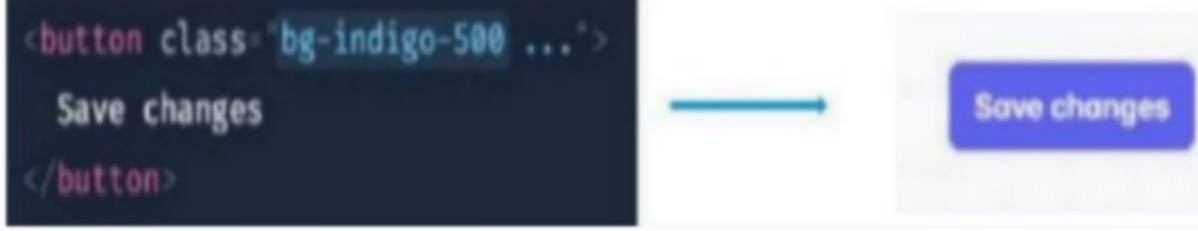 <button class="bg-indigo-500 ...">
Save changes
</button>
Save changes